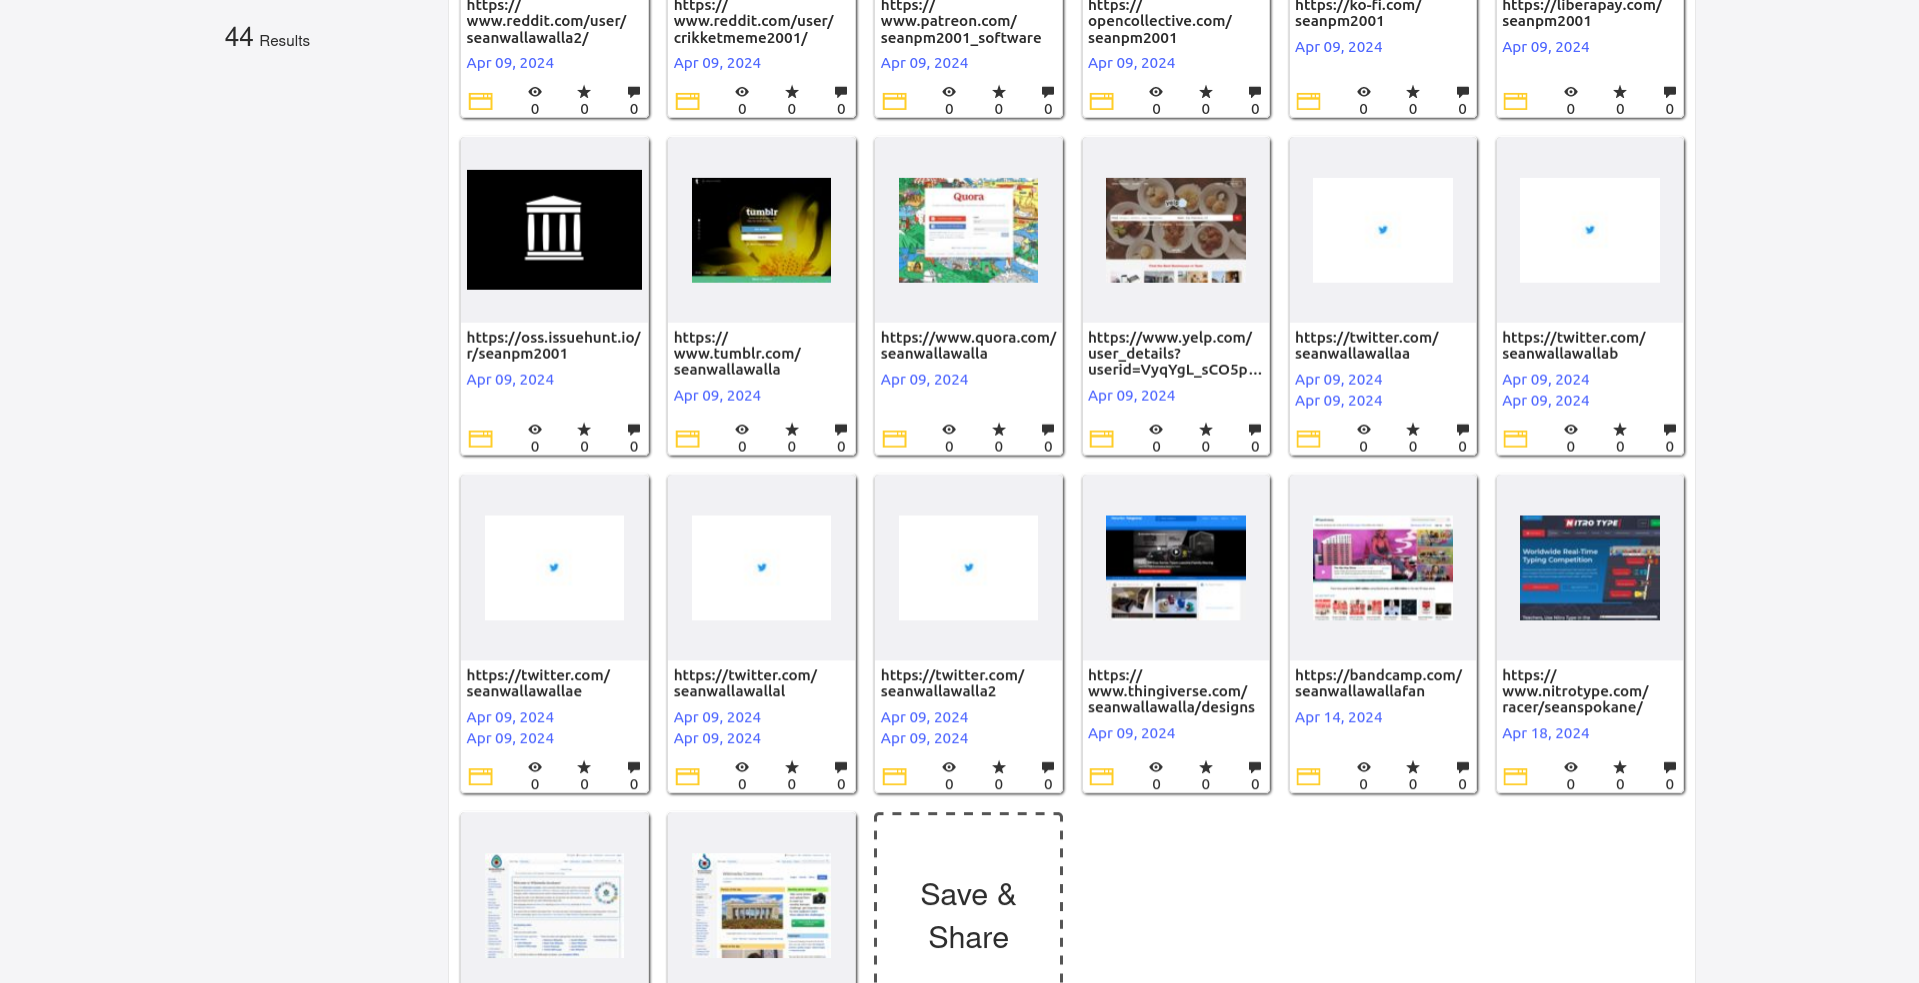 44 Results
https://
www.reddit.com/user/
seanwallawalla2/
Apr 09, 2024
0 0 0
https://
www.reddit.com/user/
crikketmeme2001/
Apr 09, 2024
0 0 0
https://
www.patreon.com/
seanpm2001_software
Apr 09, 2024
0 0 0
https://
opencollective.com/
seanpm2001
Apr 09, 2024
0 0 0
https://ko-fi.com/
seanpm2001
Apr 09, 2024
0 0 0
https://liberapay.com/
seanpm2001
Apr 09, 2024
0 0 0
https://oss.issuehunt.io/
r/seanpm2001
Apr 09, 2024
0 0 0
tumblr
https://
www.tumblr.com/
seanwallawalla
Apr 09, 2024
0 0 0
Quora
https://www.quora.com/
seanwallawalla
Apr 09, 2024
0 0 0
yelp
https://www.yelp.com/
user_details?
userid=VyqYgL_sCO5p...
Apr 09, 2024
0 0 0
https://twitter.com/
seanwallawallaa
Apr 09, 2024
Apr 09, 2024
0 0 0
https://twitter.com/
seanwallawallab
Apr 09, 2024
Apr 09, 2024
0 0 0
https://twitter.com/
seanwallawallae
Apr 09, 2024
Apr 09, 2024
0 0 0
https://twitter.com/
seanwallawallal
Apr 09, 2024
Apr 09, 2024
0 0 0
https://twitter.com/
seanwallawalla2
Apr 09, 2024
Apr 09, 2024
0 0 0
https://
www.thingiverse.com/
seanwallawalla/designs
Apr 09, 2024
0 0 0
https://bandcamp.com/
seanwallawallafan
Apr 14, 2024
0 0 0
NITRO TYPE
Worldwide Real-Time
Typing Competition
https://
www.nitrotype.com/
racer/seanspokane/
Apr 18, 2024
0 0 0
Wikimedia Commons
Save &
Share